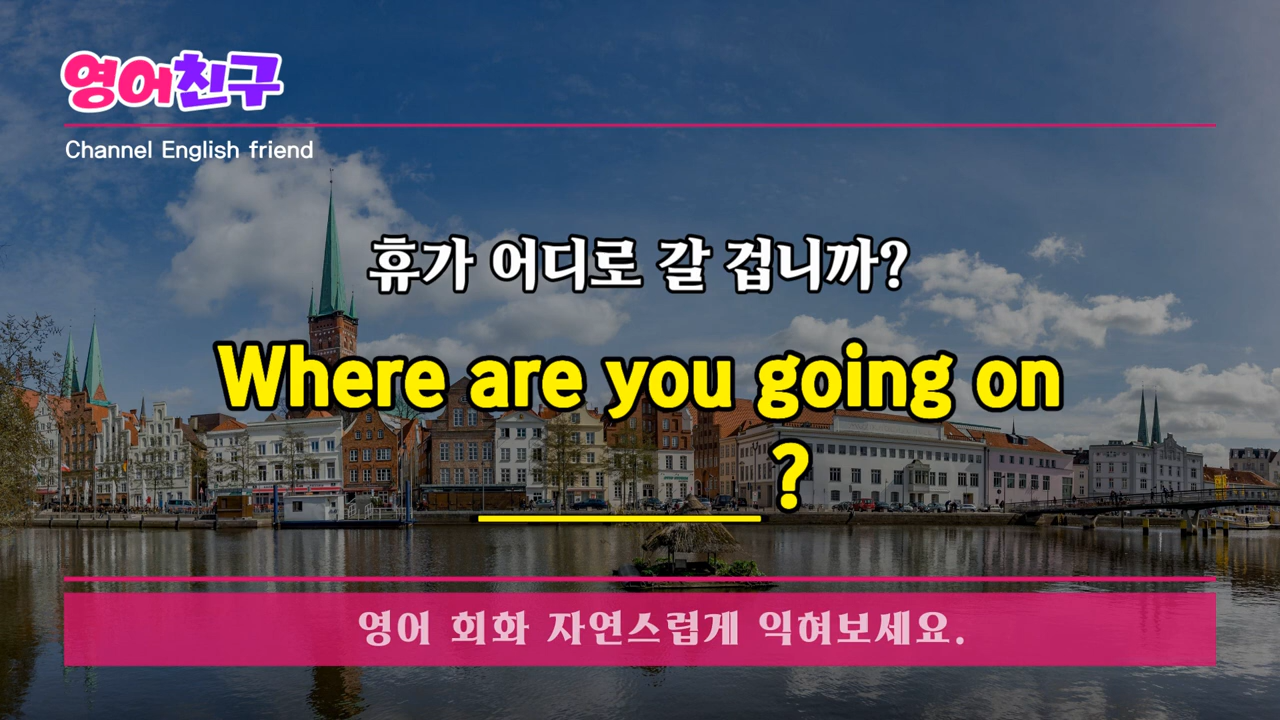 영어친구
Channel English friend
휴가 어디로 갈 겁니까?
Where are you going on
________ ?
영어 회화 자연스럽게 익혀보세요.